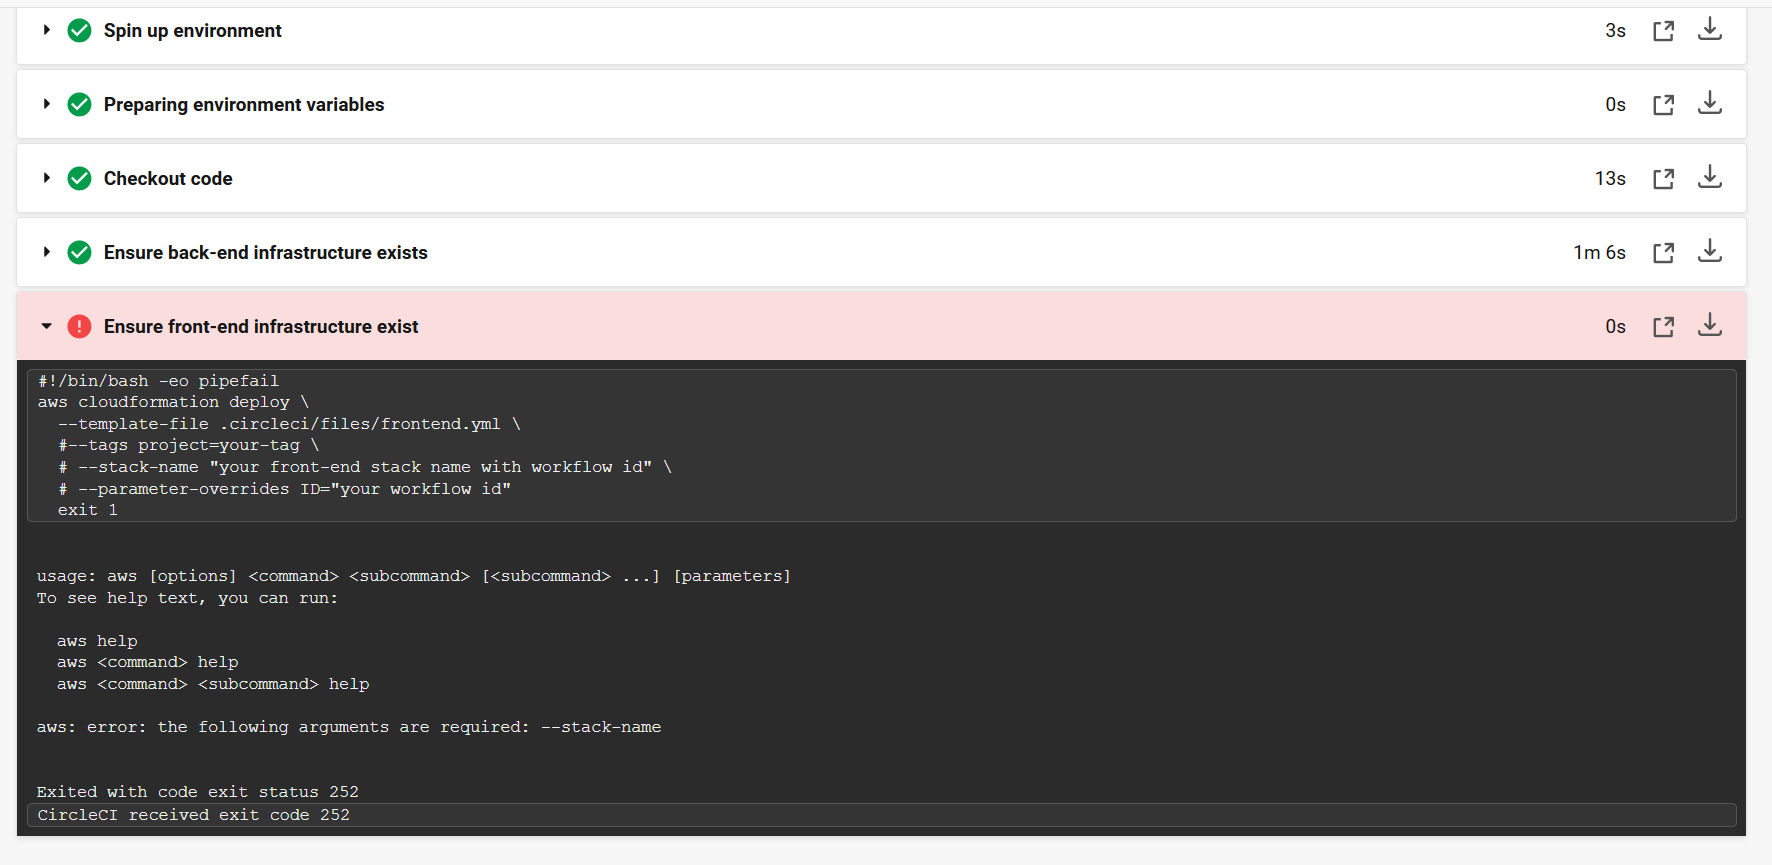 Spin up environment 3s
Preparing environment variables 0s
Checkout code 13s
Ensure back-end infrastructure exists 1m 6s
Ensure front-end infrastructure exist 0s
#!/bin/bash -eo pipefail
aws cloudformation deploy \
  --template-file .circleci/files/frontend.yml \
  #--tags project=your-tag \
  # --stack-name "your front-end stack name with workflow id" \
  # --parameter-overrides ID="your workflow id"
  exit 1
usage: aws [options] <command> <subcommand> [<subcommand> ...] [parameters]
To see help text, you can run:
  aws help
  aws <command> help
  aws <command> <subcommand> help
aws: error: the following arguments are required: --stack-name
Exited with code exit status 252
CircleCI received exit code 252